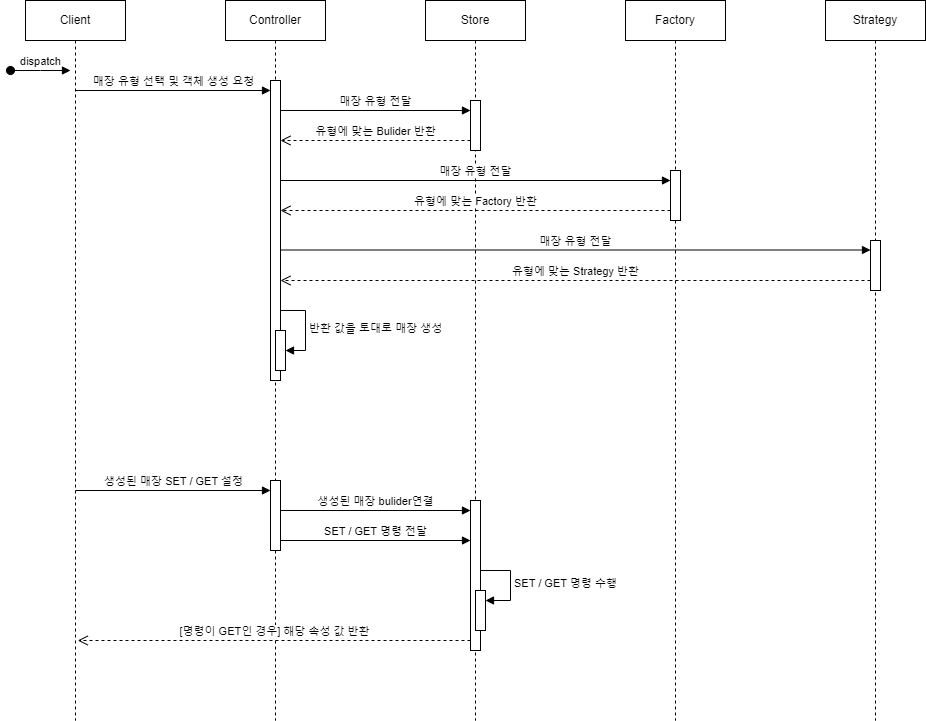 Client
Controller
Store
Factory
Strategy
dispatch
매장 유형 선택 및 객체 생성 요청
매장 유형 전달
유형에 맞는 Bulider 반환
매장 유형 전달
유형에 맞는 Factory 반환
매장 유형 전달
유형에 맞는 Strategy 반환
반환 값을 토대로 매장 생성
생성된 매장 SET / GET 설정
생성된 매장 bulider연결
SET / GET 명령 전달
SET / GET 명령 수행
[명령이 GET인 경우] 해당 속성 값 반환